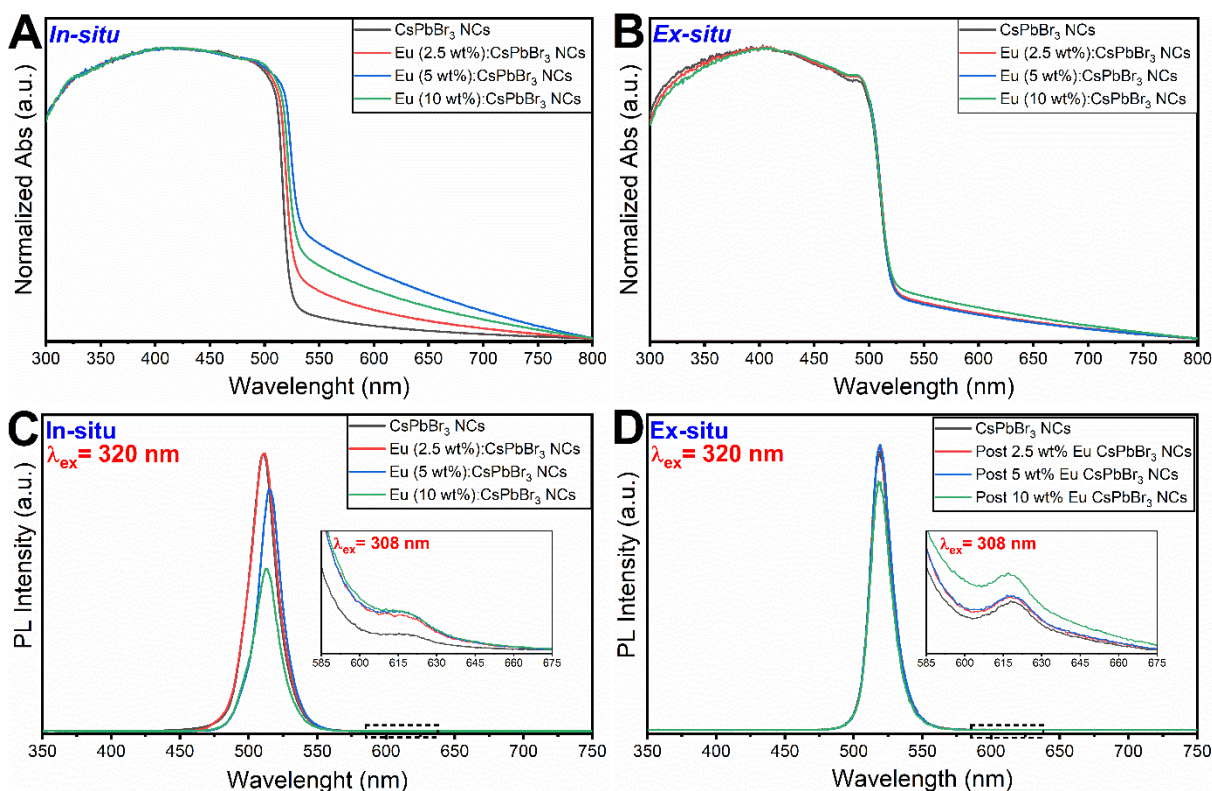 A In-situ
CsPbBr₃ NCs
Eu (2.5 wt%):CsPbBr₃ NCs
Eu (5 wt%):CsPbBr₃ NCs
Eu (10 wt%):CsPbBr₃ NCs
Normalized Abs (a.u.)
300 350 400 450 500 550 600 650 700 750 800
Wavelenght (nm)
B Ex-situ
CsPbBr₃ NCs
Eu (2.5 wt%):CsPbBr₃ NCs
Eu (5 wt%):CsPbBr₃ NCs
Eu (10 wt%):CsPbBr₃ NCs
Normalized Abs (a.u.)
300 350 400 450 500 550 600 650 700 750 800
Wavelength (nm)
C In-situ
λex= 320 nm
CsPbBr₃ NCs
Eu (2.5 wt%):CsPbBr₃ NCs
Eu (5 wt%):CsPbBr₃ NCs
Eu (10 wt%):CsPbBr₃ NCs
λex= 308 nm
585 600 615 630 645 660 675
PL Intensity (a.u.)
350 400 450 500 550 600 650 700 750
Wavelenght (nm)
D Ex-situ
λex= 320 nm
CsPbBr₃ NCs
Post 2.5 wt% Eu CsPbBr₃ NCs
Post 5 wt% Eu CsPbBr₃ NCs
Post 10 wt% Eu CsPbBr₃ NCs
λex= 308 nm
585 600 615 630 645 660 675
PL Intensity (a.u.)
350 400 450 500 550 600 650 700 750
Wavelength (nm)